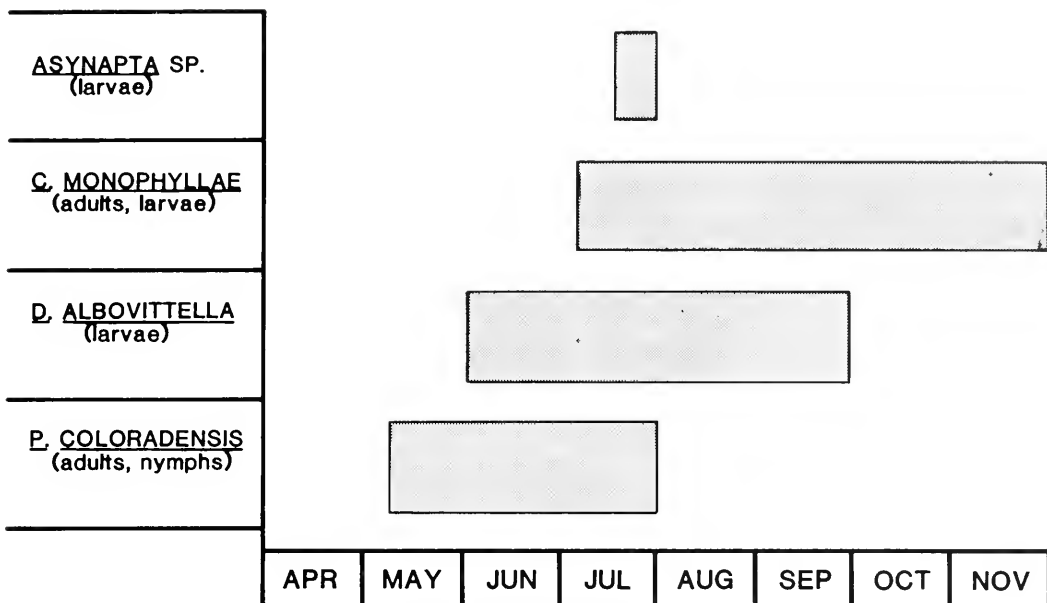 ASYNAPTA SP.
(larvae)
C. MONOPHYLLAE
(adults, larvae)
D. ALBOVITTELLA
(larvae)
P. COLORADENSIS
(adults, nymphs)
APR MAY JUN JUL AUG SEP OCT NOV